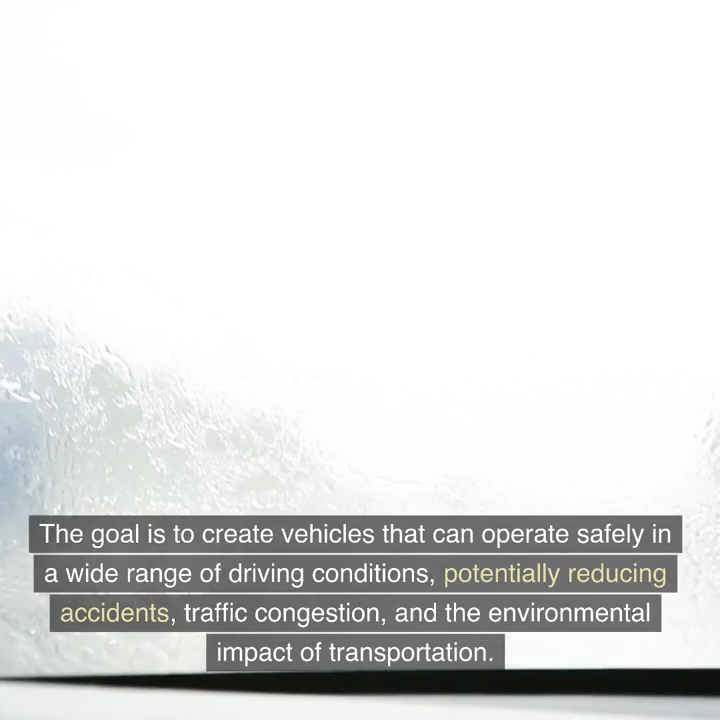 The goal is to create vehicles that can operate safely in
a wide range of driving conditions, potentially reducing
accidents, traffic congestion, and the environmental
impact of transportation.